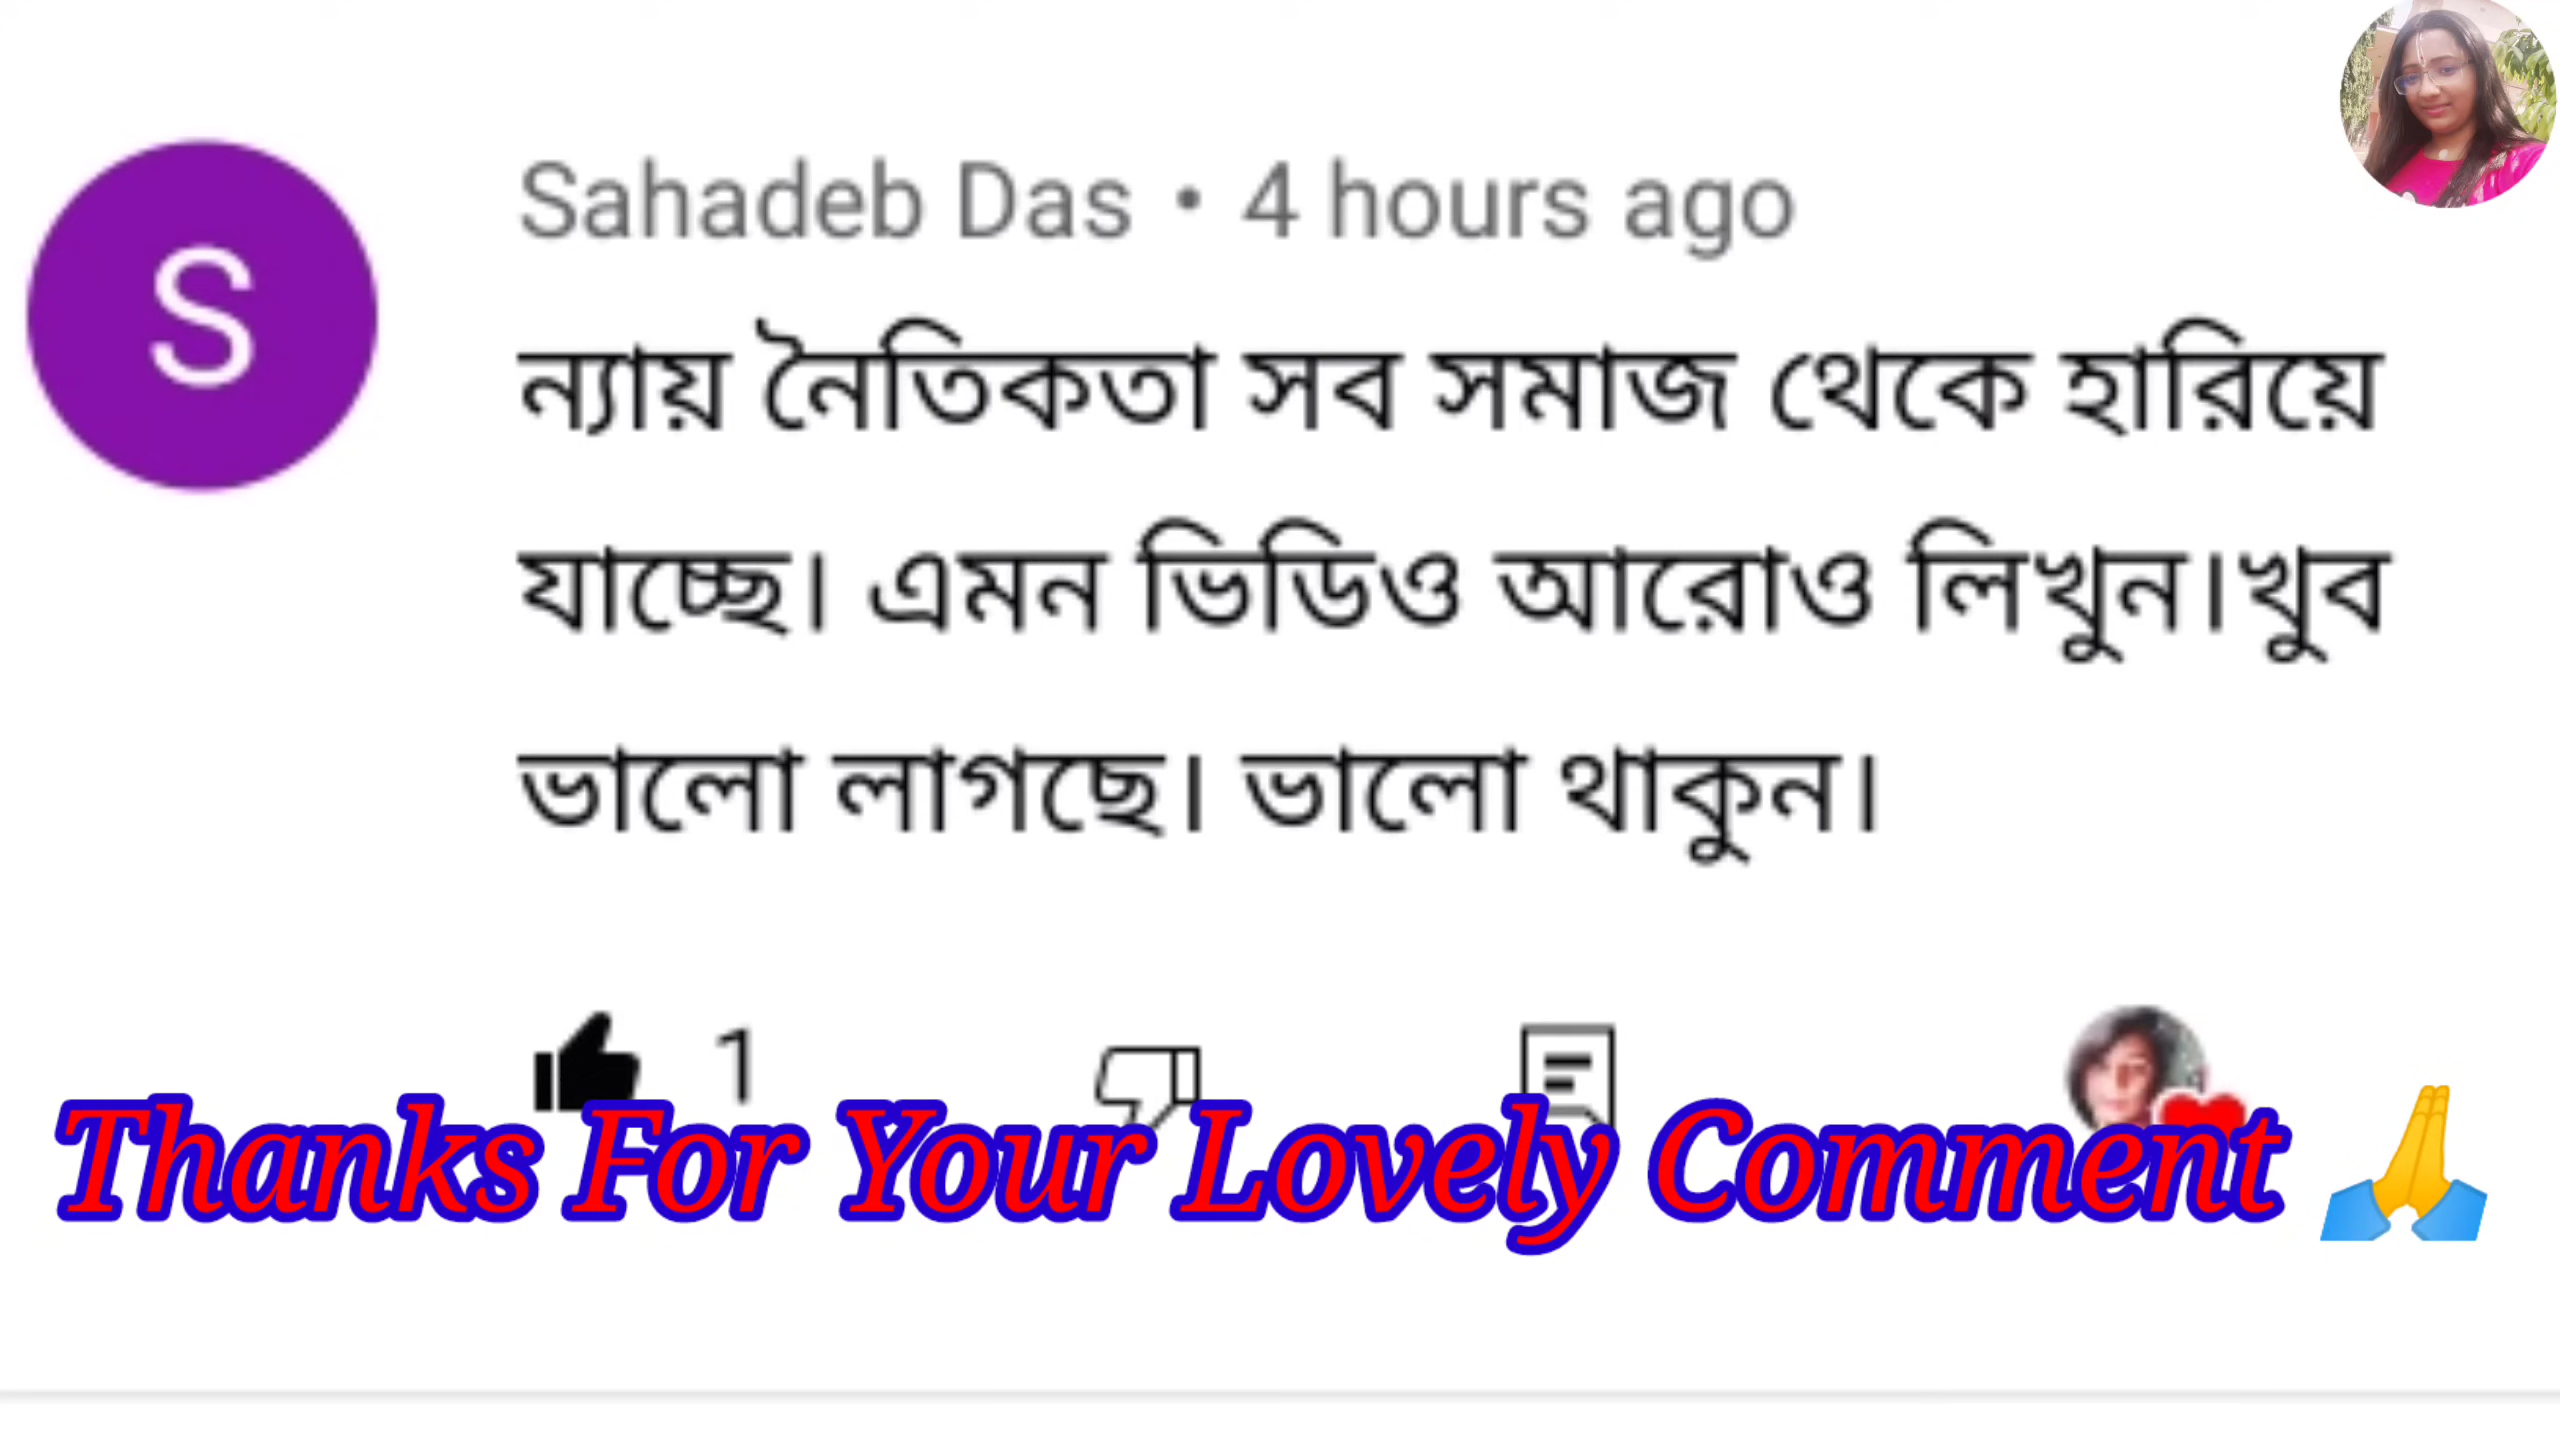 Sahadeb Das • 4 hours ago
S
ন্যায় নৈতিকতা সব সমাজ থেকে হারিয়ে
যাচ্ছে। এমন ভিডিও আরোও লিখুন।খুব
ভালো লাগছে। ভালো থাকুন।
1
Thanks For Your Lovely Comment 🙏